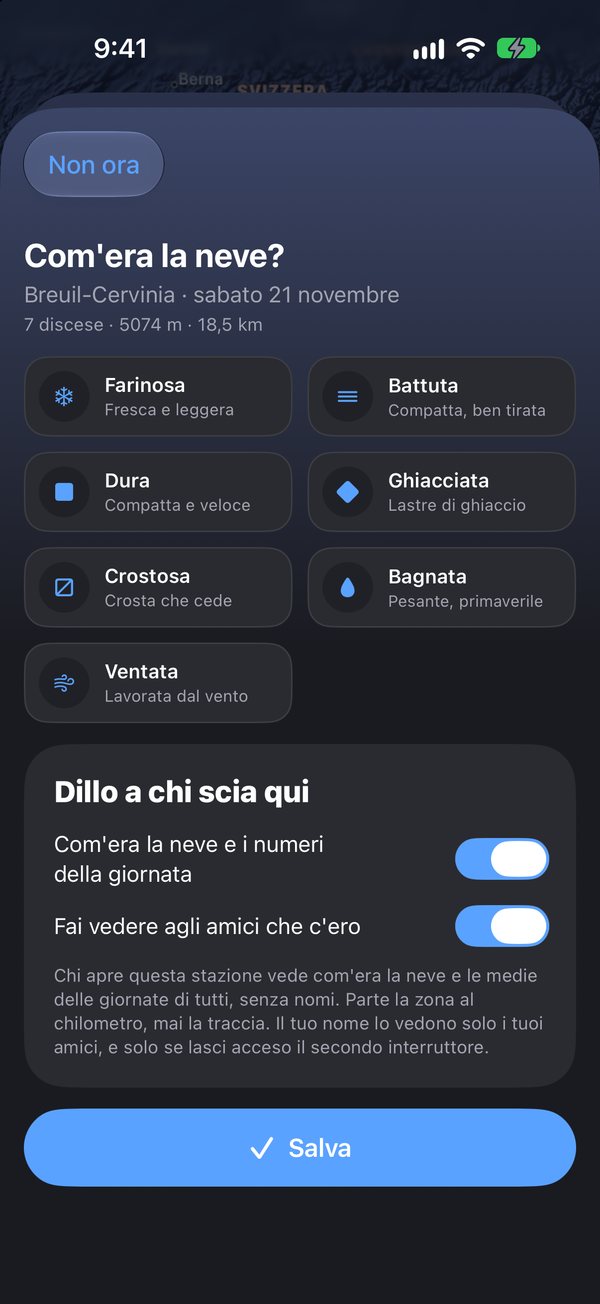 9:41
Berna
SVIZZERA
Non ora
Com'era la neve?
Breuil-Cervinia · sabato 21 novembre
7 discese · 5074 m · 18,5 km
Farinosa
Fresca e leggera
Battuta
Compatta, ben tirata
Dura
Compatta e veloce
Ghiacciata
Lastre di ghiaccio
Crostosa
Crosta che cede
Bagnata
Pesante, primaverile
Ventata
Lavorata dal vento
Dillo a chi scia qui
Com'era la neve e i numeri
della giornata
Fai vedere agli amici che c'ero
Chi apre questa stazione vede com'era la neve e le medie
delle giornate di tutti, senza nomi. Parte la zona al
chilometro, mai la traccia. Il tuo nome lo vedono solo i tuoi
amici, e solo se lasci acceso il secondo interruttore.
Salva